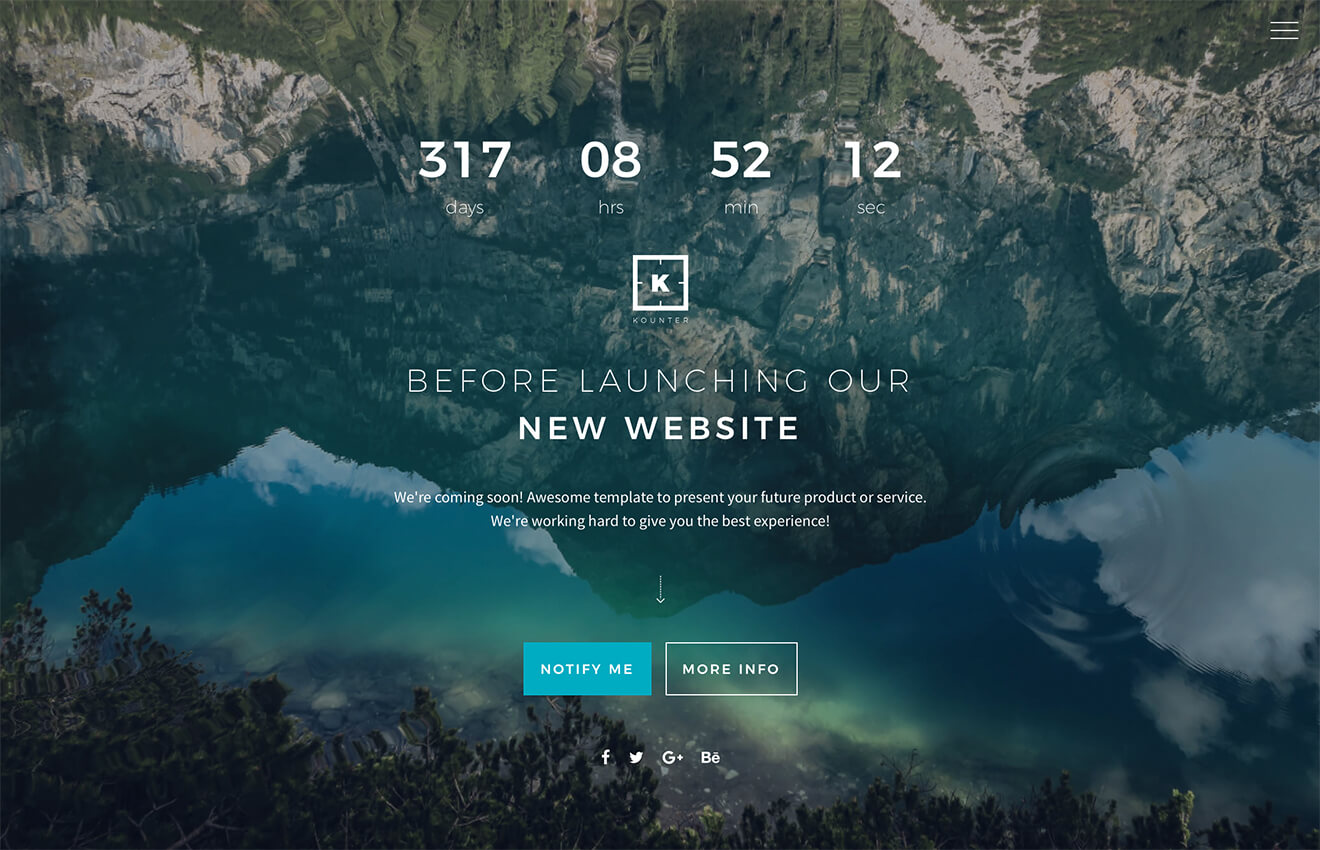 317 08 52 12
days hrs min sec
K
KOUNTER
BEFORE LAUNCHING OUR
NEW WEBSITE
We're coming soon! Awesome template to present your future product or service.
We're working hard to give you the best experience!
NOTIFY ME MORE INFO
f G+ Bē